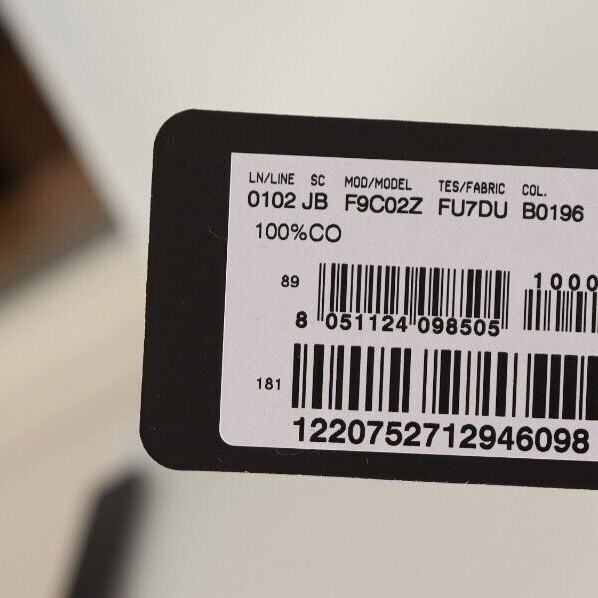 LN/LINE SC MOD/MODEL TES/FABRIC COL.
0102 JB F9C02Z FU7DU B0196
100%CO
89
1000
8 051124 098505
181
1220752712946098